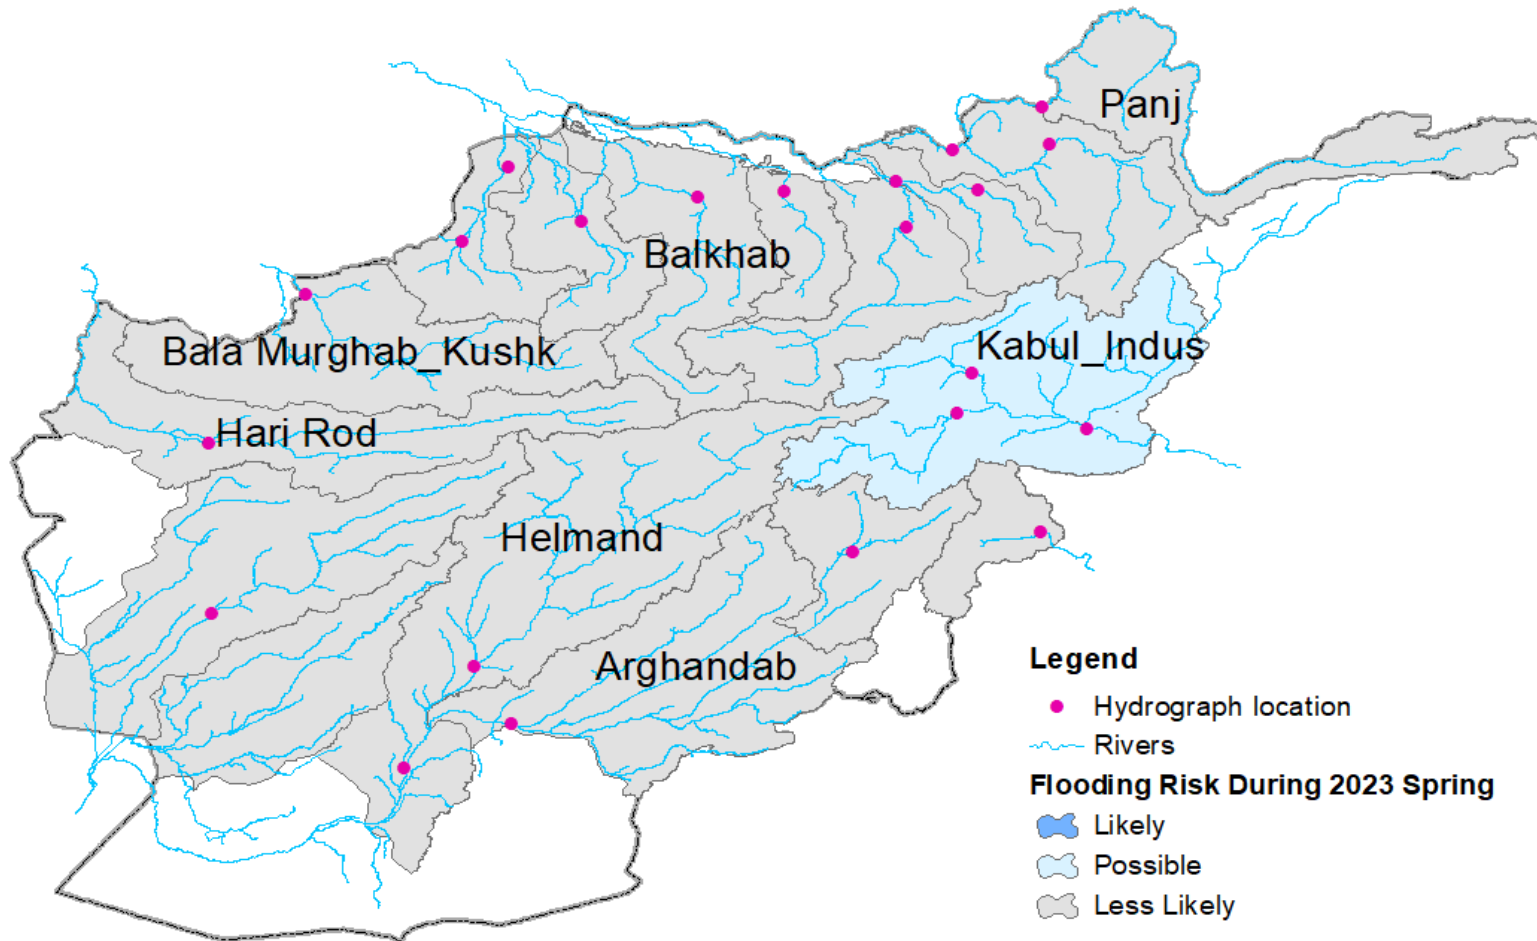 Panj
Balkhab
Kabul_Indus
Bala Murghab_Kushk
Hari Rod
Helmand
Arghandab
Legend
Hydrograph location
Rivers
Flooding Risk During 2023 Spring
Likely
Possible
Less Likely